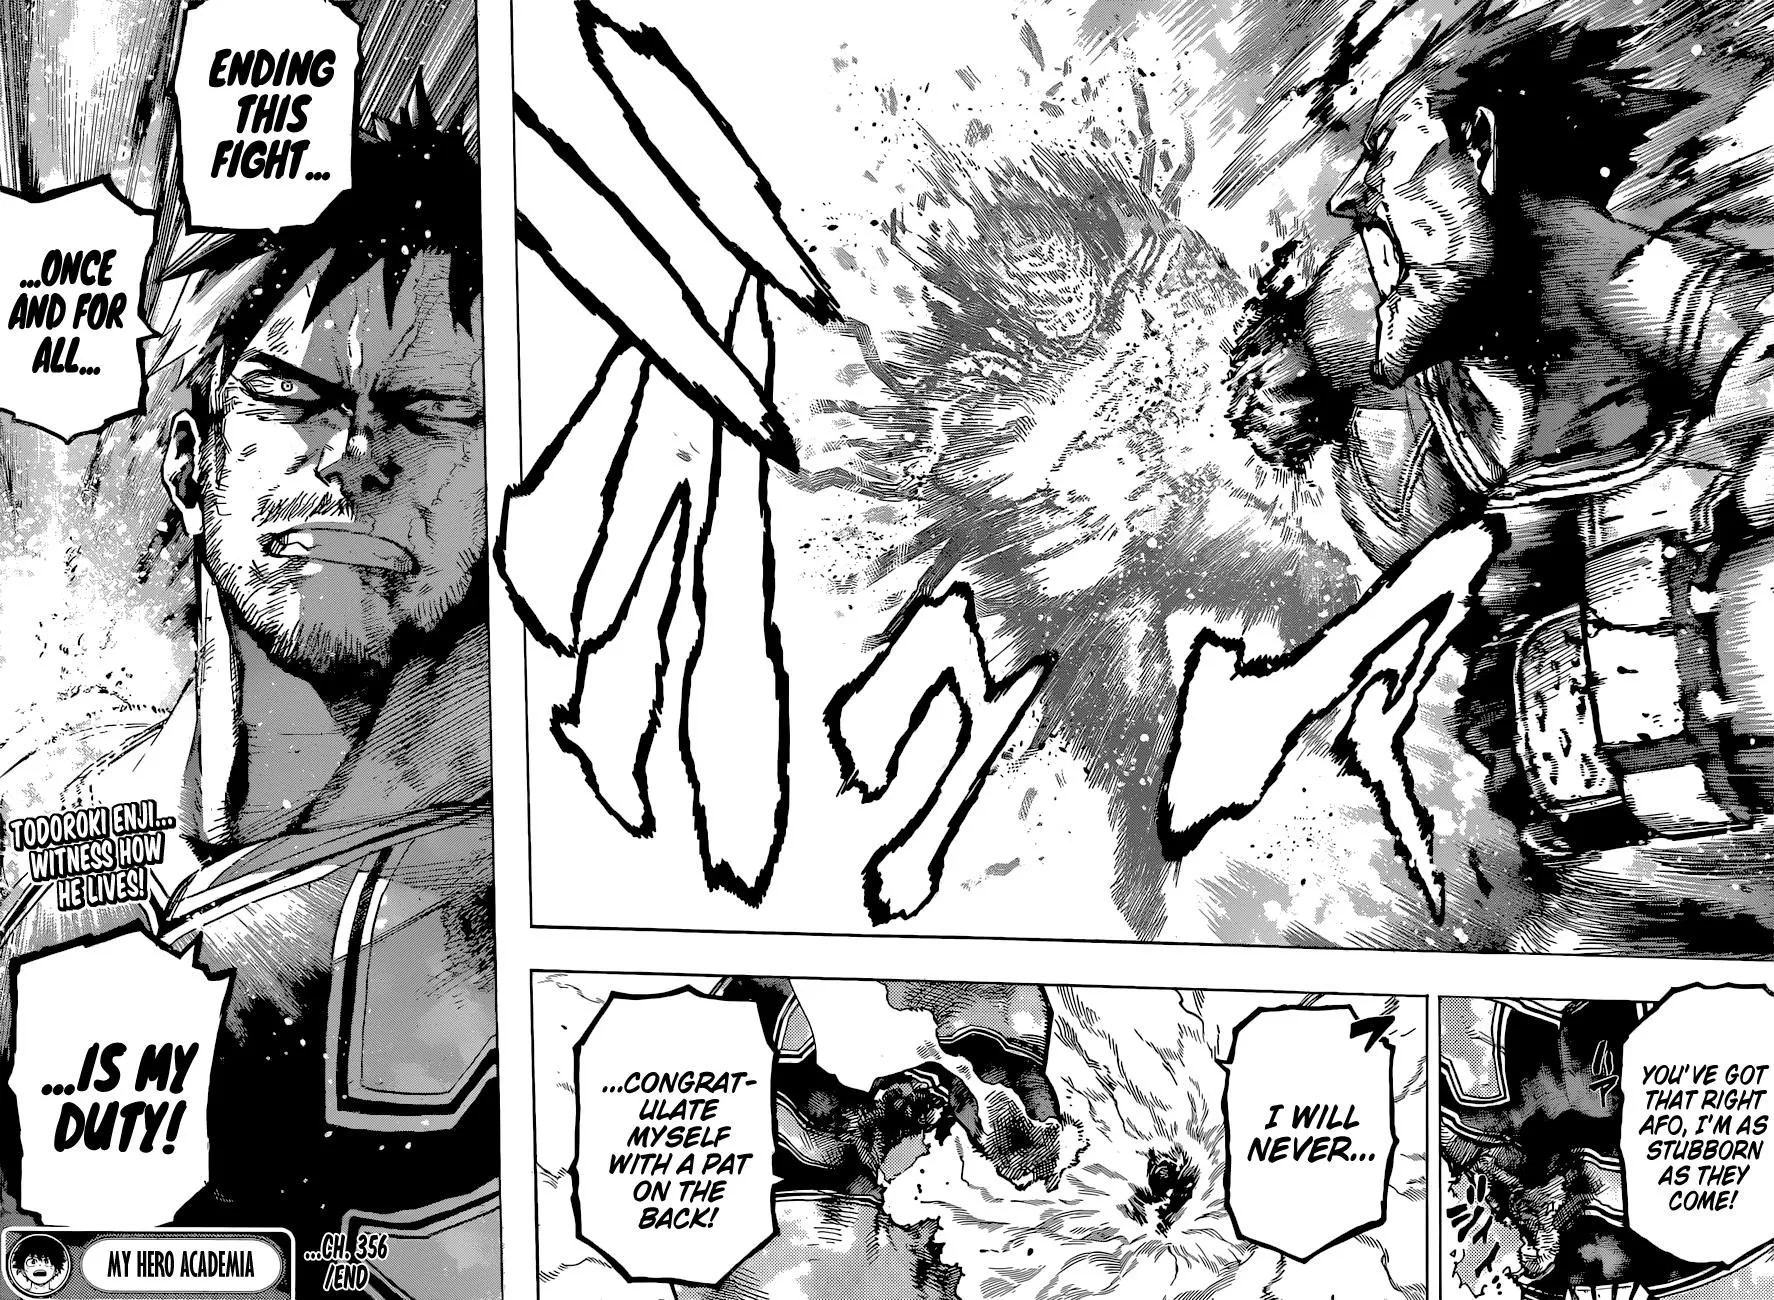 YOU'VE GOT
THAT RIGHT
AFO, I'M AS
STUBBORN
AS THEY
COME!
I WILL
NEVER...
...CONGRAT-
ULATE
MYSELF
WITH A PAT
ON THE
BACK!
ENDING
THIS
FIGHT...
...ONCE
AND FOR
ALL...
TODOROKI ENJI...
WITNESS HOW
HE LIVES!
...IS MY
DUTY!
MY HERO ACADEMIA
...CH. 356
/END